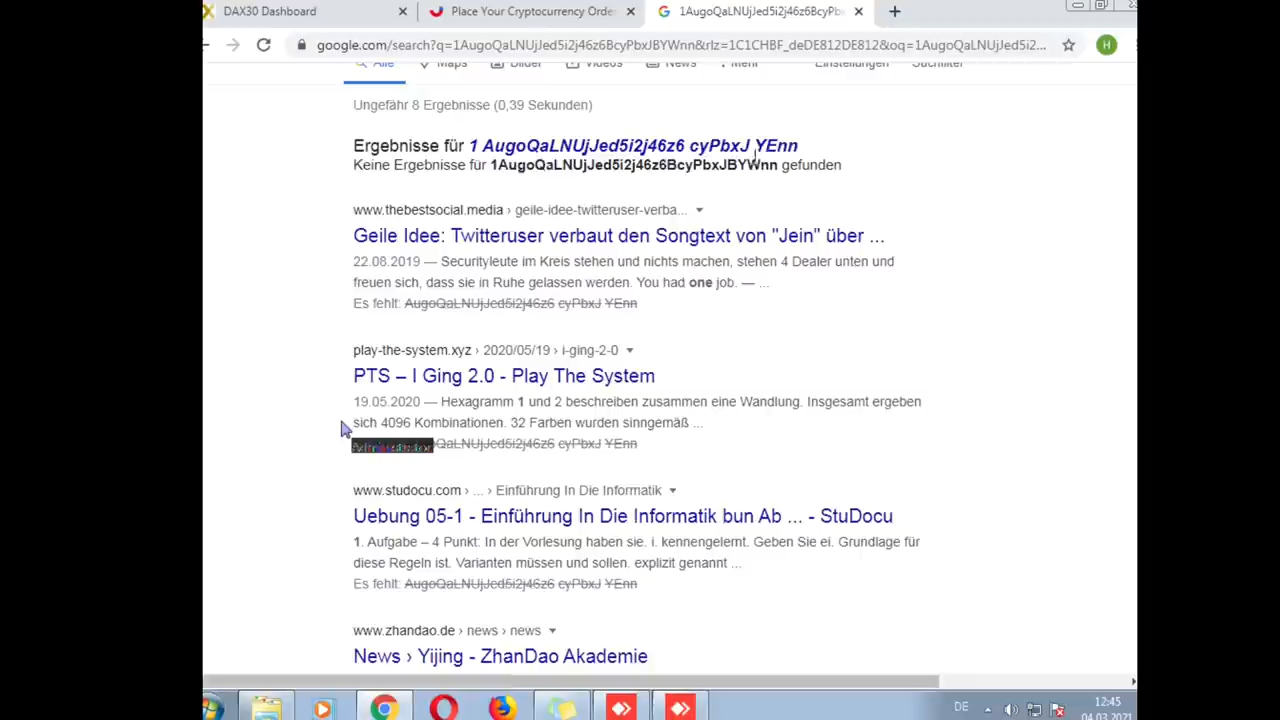 DAX30 Dashboard
Place Your Cryptocurrency Orde
1AugoQaLNUjJed5i2j46z6BcyPb
google.com/search?q=1AugoQaLNUjJed5i2j46z6BcyPbxJBYWnn&rlz=1C1CHBF_deDE812DE812&oq=1AugoQaLNUjJed5i2...
H
Alle Maps Bilder Videos News Mehr Einstellungen Suchfilter
Ungefähr 8 Ergebnisse (0,39 Sekunden)
Ergebnisse für 1 AugoQaLNUjJed5i2j46z6 cyPbxJ YEnn
Keine Ergebnisse für 1AugoQaLNUjJed5i2j46z6BcyPbxJBYWnn gefunden
www.thebestsocial.media › geile-idee-twitteruser-verba...
Geile Idee: Twitteruser verbaut den Songtext von "Jein" über ...
22.08.2019 — Securityleute im Kreis stehen und nichts machen, stehen 4 Dealer unten und
freuen sich, dass sie in Ruhe gelassen werden. You had one job. — ...
Es fehlt: AugoQaLNUjJed5i2j46z6 cyPbxJ YEnn
play-the-system.xyz › 2020/05/19 › i-ging-2-0
PTS – I Ging 2.0 - Play The System
19.05.2020 — Hexagramm 1 und 2 beschreiben zusammen eine Wandlung. Insgesamt ergeben
sich 4096 Kombinationen. 32 Farben wurden sinngemäß ...
QaLNUjJed5i2j46z6 cyPbxJ YEnn
www.studocu.com › ... › Einführung In Die Informatik
Uebung 05-1 - Einführung In Die Informatik bun Ab ... - StuDocu
1. Aufgabe – 4 Punkt: In der Vorlesung haben sie. i. kennengelernt. Geben Sie ei. Grundlage für
diese Regeln ist. Varianten müssen und sollen. explizit genannt ...
Es fehlt: AugoQaLNUjJed5i2j46z6 cyPbxJ YEnn
www.zhandao.de › news › news
News › Yijing - ZhanDao Akademie
DE
12:45
04.03.2021